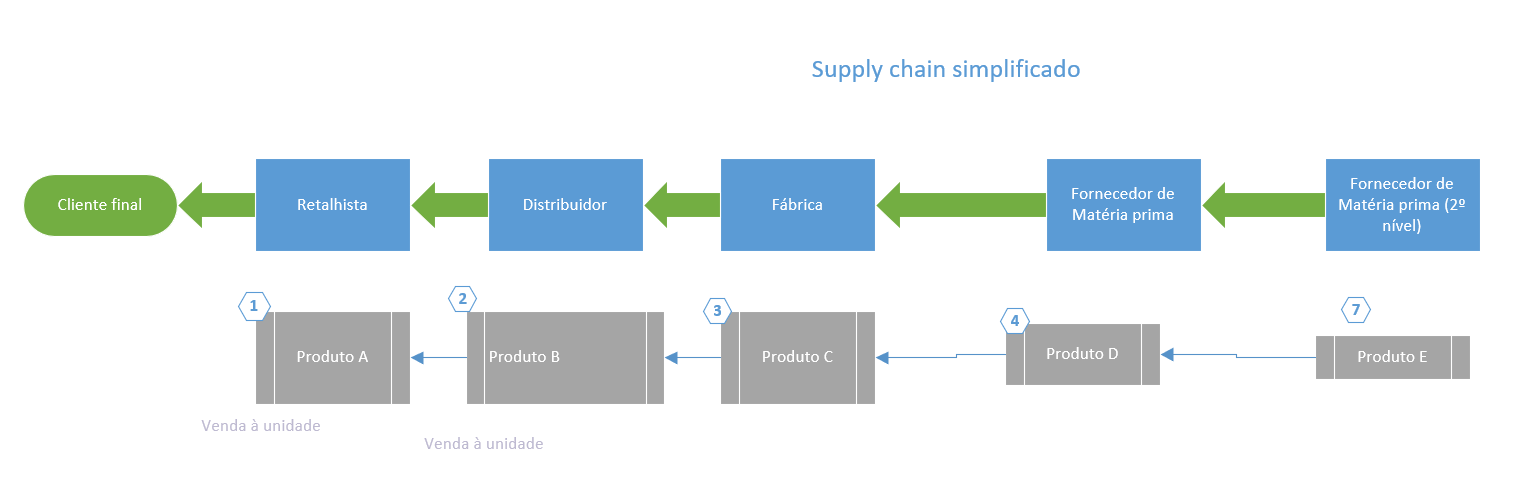 Supply chain simplificado
Cliente final
Retalhista
Distribuidor
Fábrica
Fornecedor de
Matéria prima
Fornecedor de
Matéria prima (2º
nível)
1
2
3
4
7
Produto A
Produto B
Produto C
Produto D
Produto E
Venda à unidade
Venda à unidade